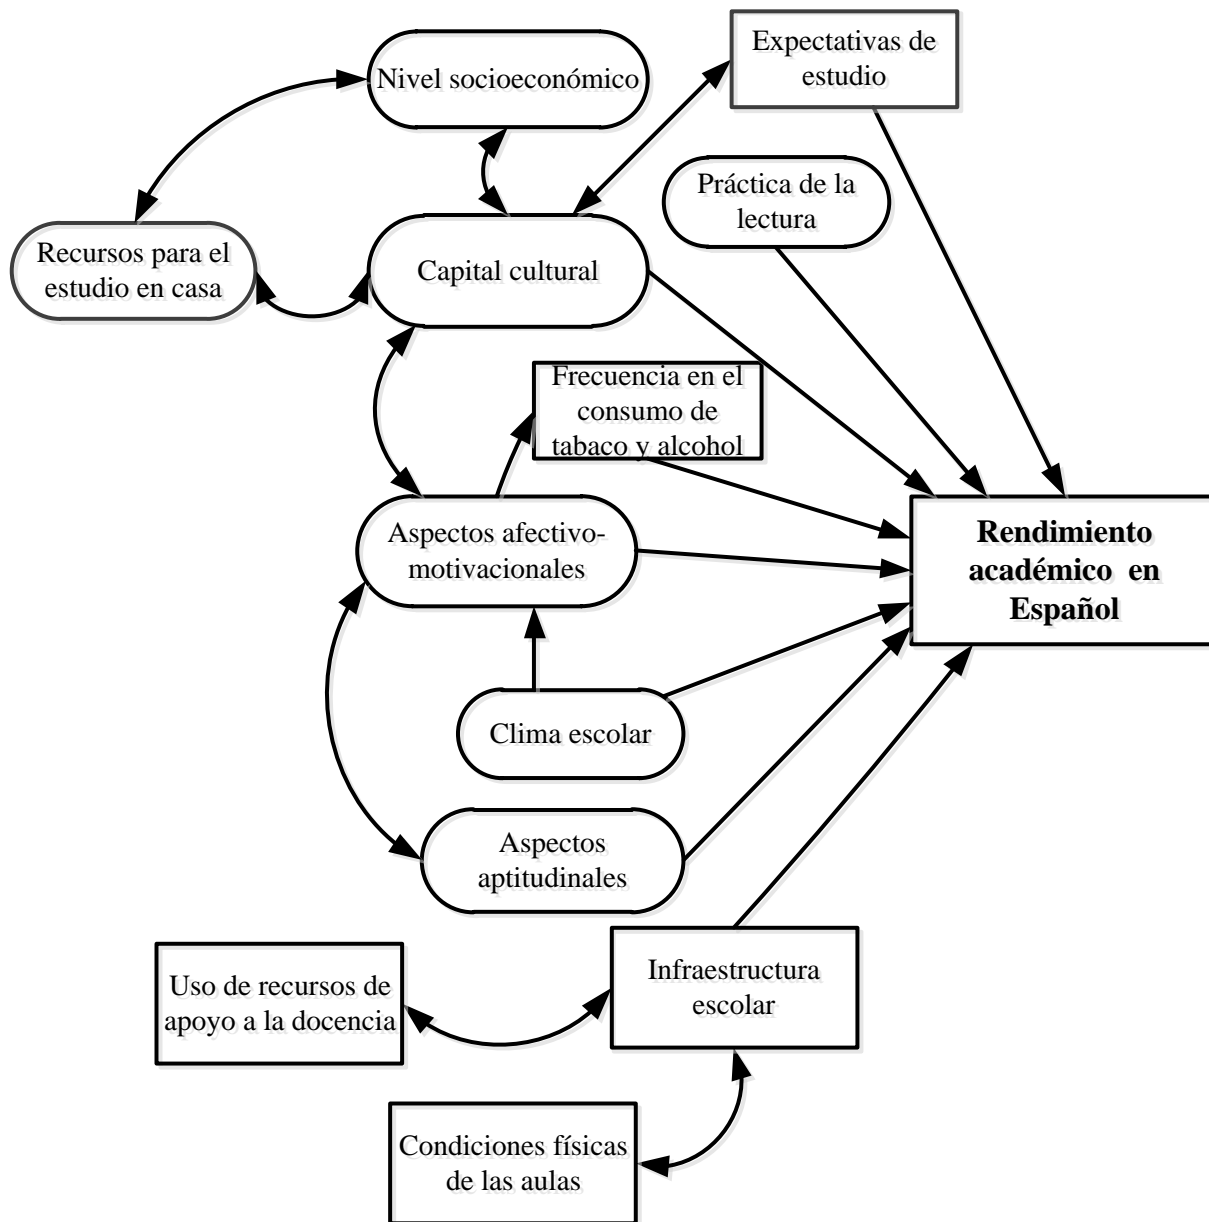 Expectativas de
estudio
Nivel socioeconómico
Práctica de la
lectura
Recursos para el
estudio en casa
Capital cultural
Frecuencia en el
consumo de
tabaco y alcohol
Aspectos afectivo-
motivacionales
Rendimiento
académico en
Español
Clima escolar
Aspectos
aptitudinales
Uso de recursos de
apoyo a la docencia
Infraestructura
escolar
Condiciones físicas
de las aulas